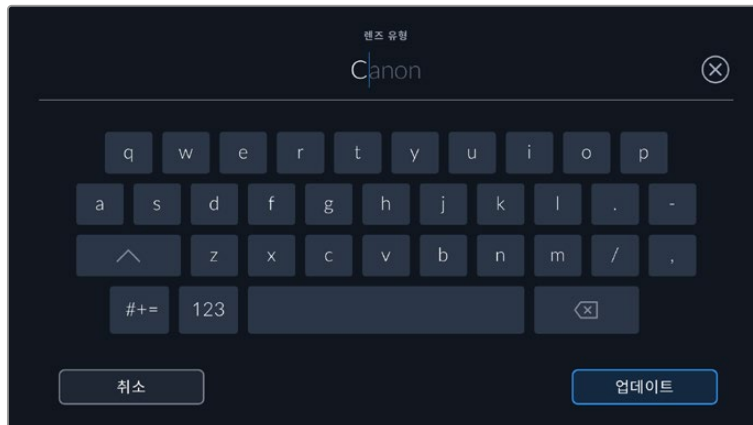 렌즈 유형
Canon
q w e r t y u i o p
a s d f g h j k l . -
z x c v b n m / ,
#+= 123
취소 업데이트